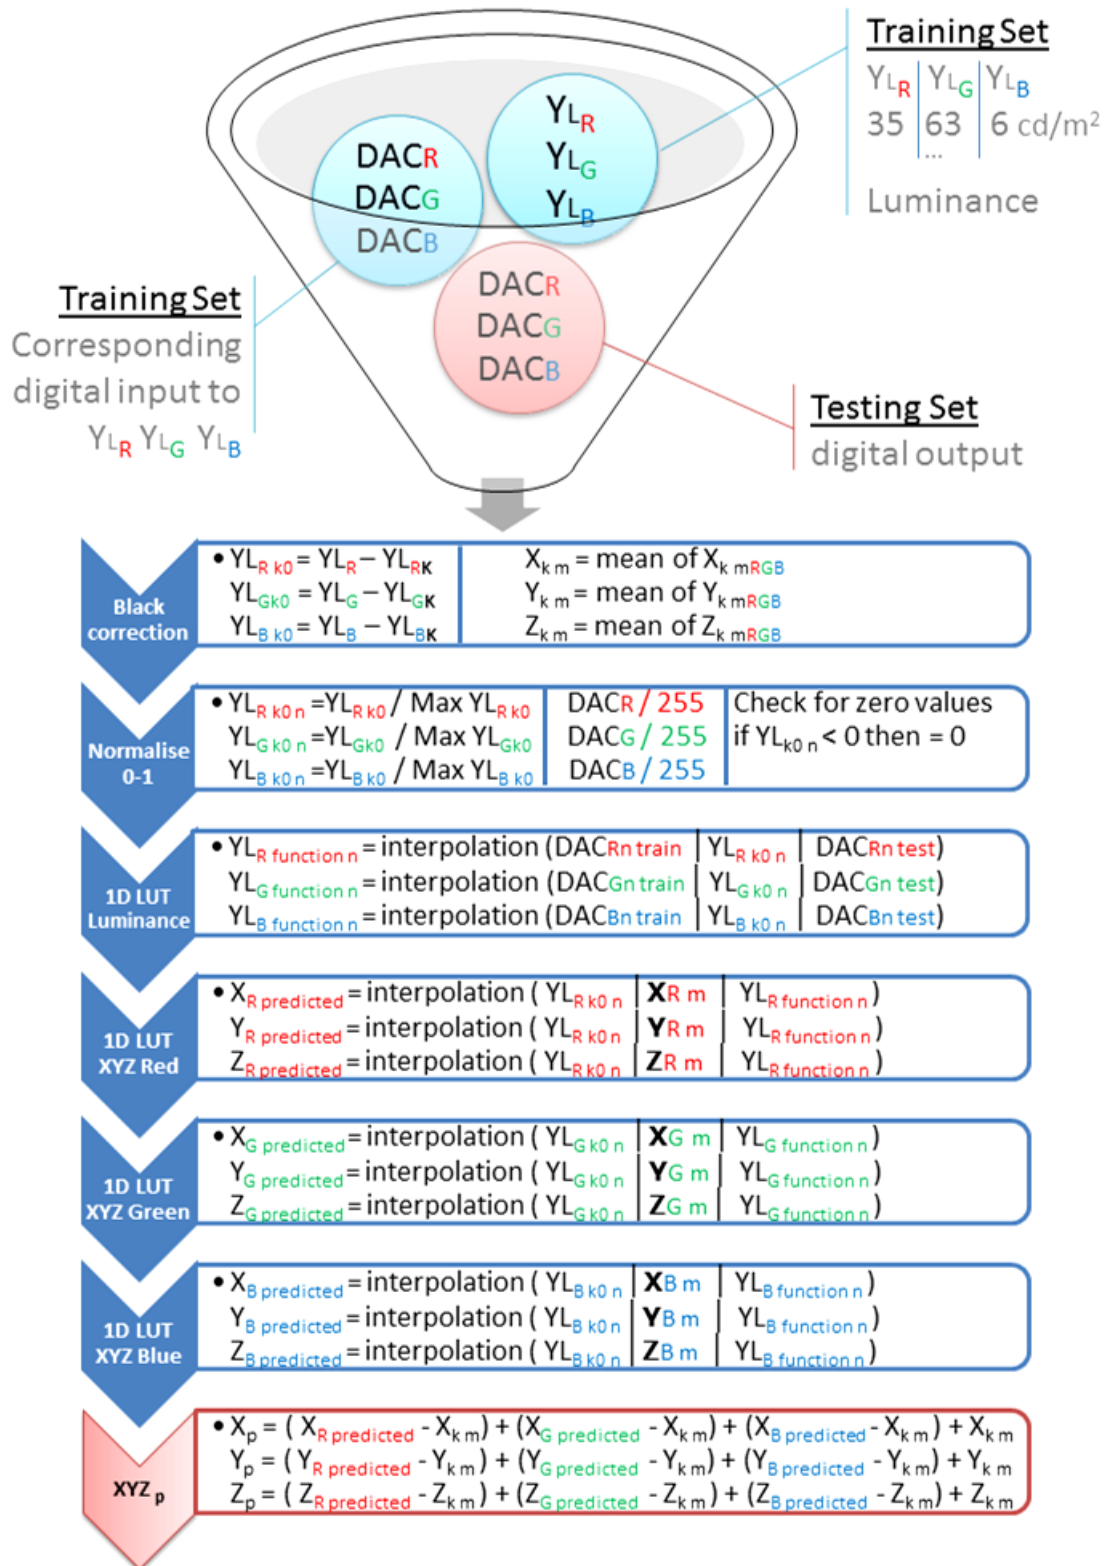 Training Set
YLR | YLG | YLB
35 | 63 | 6 cd/m²
...
Luminance
YLR
YLG
YLB
DACR
DACG
DACB
DACR
DACG
DACB
Training Set
Corresponding
digital input to
YLR YLG YLB
Testing Set
digital output
Black
correction
• YLR k0 = YLR – YLRK
YLGk0 = YLG – YLGK
YLB k0 = YLB – YLBK
Xk m = mean of Xk mRGB
Yk m = mean of Yk mRGB
Zk m = mean of Zk mRGB
Normalise
0-1
• YLR k0 n =YLR k0 / Max YLR k0
YLG k0 n =YLGk0 / Max YLGk0
YLB k0 n =YLB k0 / Max YLB k0
DACR / 255
DACG / 255
DACB / 255
Check for zero values
if YLk0 n < 0 then = 0
1D LUT
Luminance
• YLR function n = interpolation (DACRn train | YLR k0 n | DACRn test)
YLG function n = interpolation (DACGn train | YLG k0 n | DACGn test)
YLB function n = interpolation (DACBn train | YLB k0 n | DACBn test)
1D LUT
XYZ Red
• XR predicted = interpolation ( YLR k0 n | XR m | YLR function n )
YR predicted = interpolation ( YLR k0 n | YR m | YLR function n )
ZR predicted = interpolation ( YLR k0 n | ZR m | YLR function n )
1D LUT
XYZ Green
• XG predicted = interpolation ( YLG k0 n | XG m | YLG function n )
YG predicted = interpolation ( YLG k0 n | YG m | YLG function n )
ZG predicted = interpolation ( YLG k0 n | ZG m | YLG function n )
1D LUT
XYZ Blue
• XB predicted = interpolation ( YLB k0 n | XB m | YLB function n )
YB predicted = interpolation ( YLB k0 n | YB m | YLB function n )
ZB predicted = interpolation ( YLB k0 n | ZB m | YLB function n )
XYZ p
• Xp = ( XR predicted - Xk m) + (XG predicted - Xk m) + (XB predicted - Xk m) + Xk m
Yp = ( YR predicted - Yk m) + (YG predicted - Yk m) + (YB predicted - Yk m) + Yk m
Zp = ( ZR predicted - Zk m) + (ZG predicted - Zk m) + (ZB predicted - Zk m) + Zk m